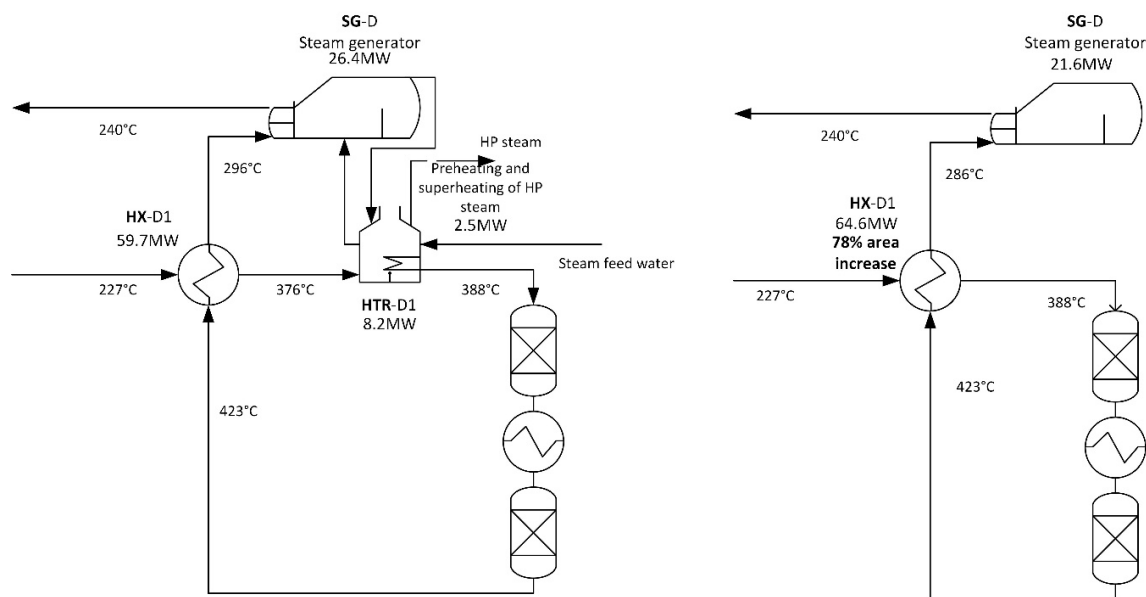 SG-D
Steam generator
26.4MW
240°C
296°C
HP steam
Preheating and
superheating of HP
steam
2.5MW
HX-D1
59.7MW
Steam feed water
227°C
376°C
388°C
HTR-D1
8.2MW
423°C
SG-D
Steam generator
21.6MW
240°C
286°C
HX-D1
64.6MW
78% area
increase
227°C
388°C
423°C